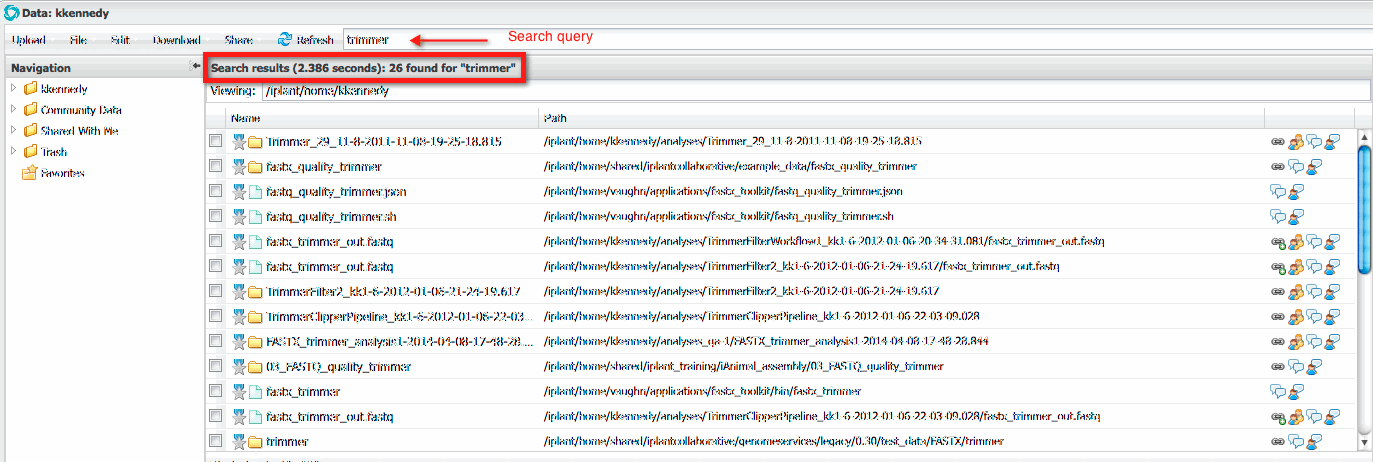 Data: kkennedy
Upload File Edit Download Share Refresh trimmer Search query
Navigation Search results (2.386 seconds): 26 found for "trimmer"
Viewing: /iplant/home/kkennedy
kkennedy
Community Data
Shared With Me
Trash
Favorites
Name Path
Trimmer_29_11-8-2011-11-08-19-25-18.815 /iplant/home/kkennedy/analyses/Trimmer_29_11-8-2011-11-08-19-25-18.815
fastx_quality_trimmer /iplant/home/shared/iplantcollaborative/example_data/fastx_quality_trimmer
fastq_quality_trimmer.json /iplant/home/vaughn/applications/fastx_toolkit/fastq_quality_trimmer.json
fastq_quality_trimmer.sh /iplant/home/vaughn/applications/fastx_toolkit/fastq_quality_trimmer.sh
fastx_trimmer_out.fastq /iplant/home/kkennedy/analyses/TrimmerFilterWorkflow1_kk1-6-2012-01-06-20-34-31.081/fastx_trimmer_out.fastq
fastx_trimmer_out.fastq /iplant/home/kkennedy/analyses/TrimmerFilter2_kk1-6-2012-01-06-21-24-19.617/fastx_trimmer_out.fastq
TrimmerFilter2_kk1-6-2012-01-06-21-24-19.617 /iplant/home/kkennedy/analyses/TrimmerFilter2_kk1-6-2012-01-06-21-24-19.617
TrimmerClipperPipeline_kk1-6-2012-01-06-22-03... /iplant/home/kkennedy/analyses/TrimmerClipperPipeline_kk1-6-2012-01-06-22-03-09.028
FASTX_trimmer_analysis1-2014-04-08-17-48-28.... /iplant/home/kkennedy/analyses_qa-1/FASTX_trimmer_analysis1-2014-04-08-17-48-28.844
03_FASTQ_quality_trimmer /iplant/home/shared/iplant_training/iAnimal_assembly/03_FASTQ_quality_trimmer
fastx_trimmer /iplant/home/vaughn/applications/fastx_toolkit/bin/fastx_trimmer
fastx_trimmer_out.fastq /iplant/home/kkennedy/analyses/TrimmerClipperPipeline_kk1-6-2012-01-06-22-03-09.028/fastx_trimmer_out.fastq
trimmer /iplant/home/shared/iplantcollaborative/genomeservices/legacy/0.30/test_data/FASTX/trimmer